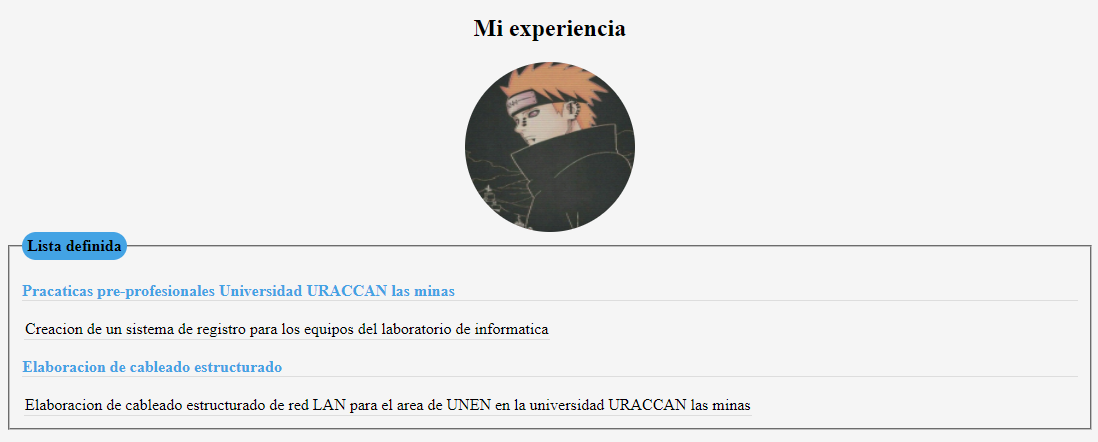 Mi experiencia
Lista definida
Pracaticas pre-profesionales Universidad URACCAN las minas
Creacion de un sistema de registro para los equipos del laboratorio de informatica
Elaboracion de cableado estructurado
Elaboracion de cableado estructurado de red LAN para el area de UNEN en la universidad URACCAN las minas